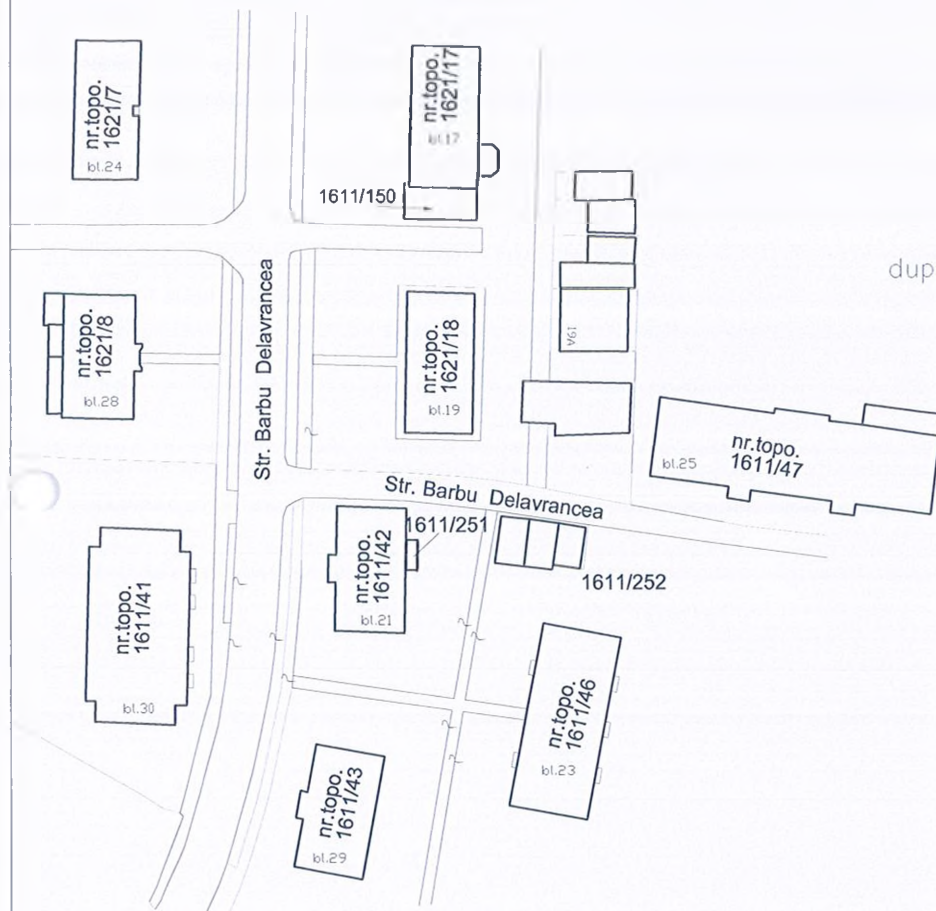 nr.topo.
1621/7
bl.24
nr.topo.
1621/17
bl.17
1611/150
dup
nr.topo.
1621/8
bl.28
Str. Barbu Delavrancea
nr.topo.
1621/18
bl.19
19A
nr.topo.
1611/47
bl.25
Str. Barbu Delavrancea
1611/251
nr.topo.
1611/42
bl.21
1611/252
nr.topo.
1611/41
bl.30
nr.topo.
1611/46
bl.23
nr.topo.
1611/43
bl.29